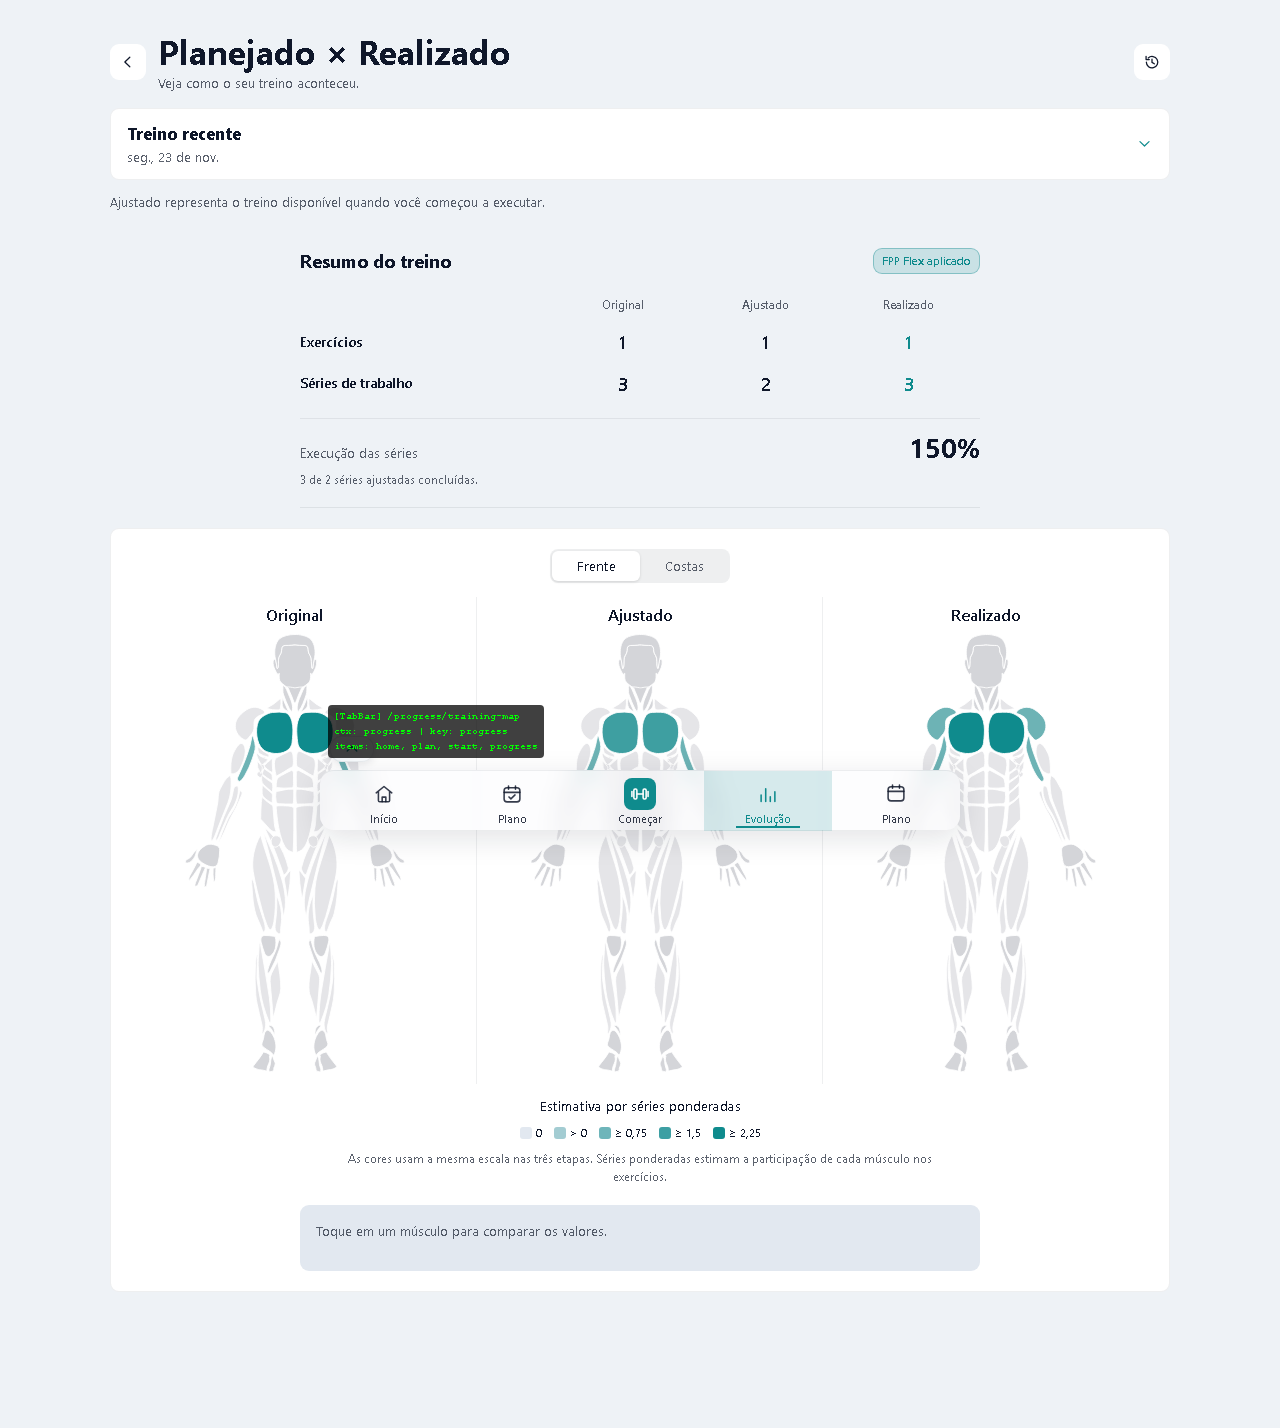 Planejado × Realizado
Veja como o seu treino aconteceu.
Treino recente
seg., 23 de nov.
Ajustado representa o treino disponível quando você começou a executar.
Resumo do treino
FPP Flex aplicado
Original Ajustado Realizado
Exercícios 1 1 1
Séries de trabalho 3 2 3
Execução das séries 150%
3 de 2 séries ajustadas concluídas.
Frente Costas
Original Ajustado Realizado
[TabBar] /progress/training-map
ctx: progress | key: progress
items: home, plan, start, progress
Início Plano Começar Evolução Plano
Estimativa por séries ponderadas
0 > 0 ≥ 0,75 ≥ 1,5 ≥ 2,25
As cores usam a mesma escala nas três etapas. Séries ponderadas estimam a participação de cada músculo nos
exercícios.
Toque em um músculo para comparar os valores.